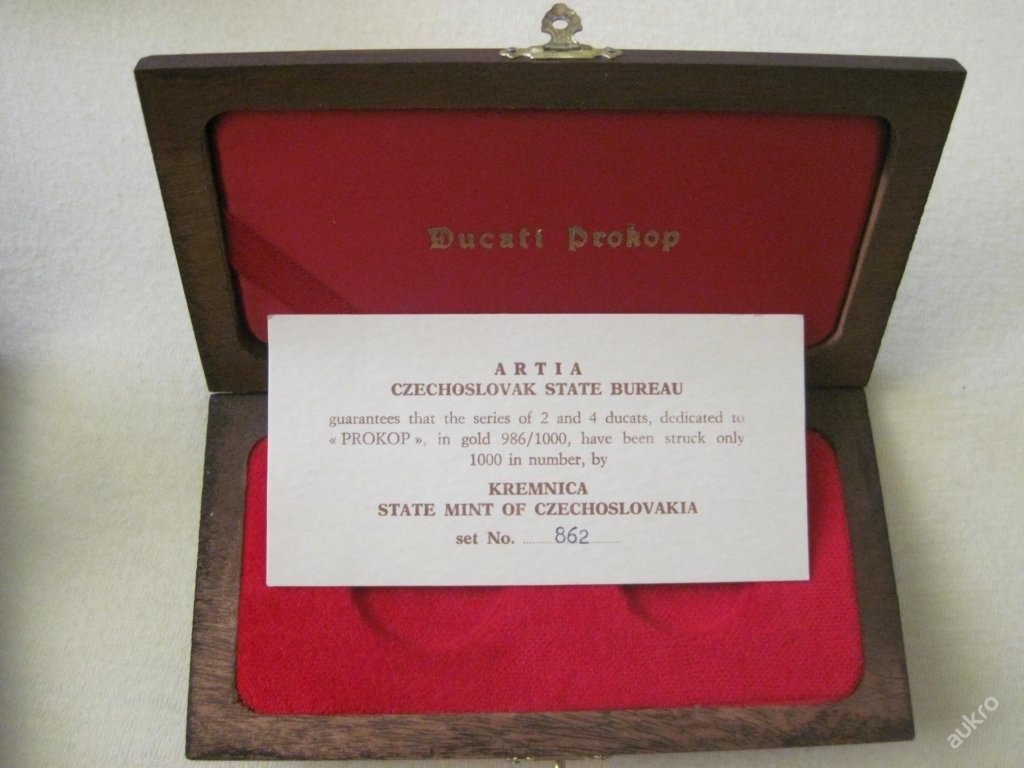 Ducati Prokop
ARTIA
CZECHOSLOVAK STATE BUREAU
guarantees that the series of 2 and 4 ducats, dedicated to
« PROKOP », in gold 986/1000, have been struck only
1000 in number, by
KREMNICA
STATE MINT OF CZECHOSLOVAKIA
set No. 862
aukro